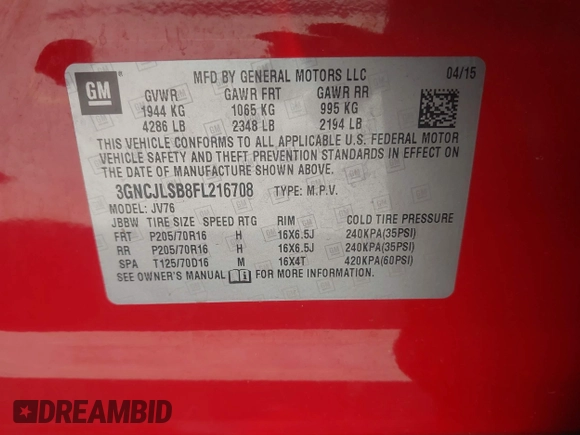 GM
MFD BY GENERAL MOTORS LLC 04/15
GVWR GAWR FRT GAWR RR
1944 KG 1065 KG 995 KG
4286 LB 2348 LB 2194 LB
THIS VEHICLE CONFORMS TO ALL APPLICABLE U.S. FEDERAL MOTOR
VEHICLE SAFETY AND THEFT PREVENTION STANDARDS IN EFFECT ON
THE DATE OF MANUFACTURE SHOWN ABOVE.
3GNCJLSB8FL216708 TYPE: M.P.V.
MODEL: JV76
JBBW TIRE SIZE SPEED RTG RIM COLD TIRE PRESSURE
FRT P205/70R16 H 16X6.5J 240KPA(35PSI)
RR P205/70R16 H 16X6.5J 240KPA(35PSI)
SPA T125/70D16 M 16X4T 420KPA(60PSI)
SEE OWNER'S MANUAL FOR MORE INFORMATION
DREAMBID